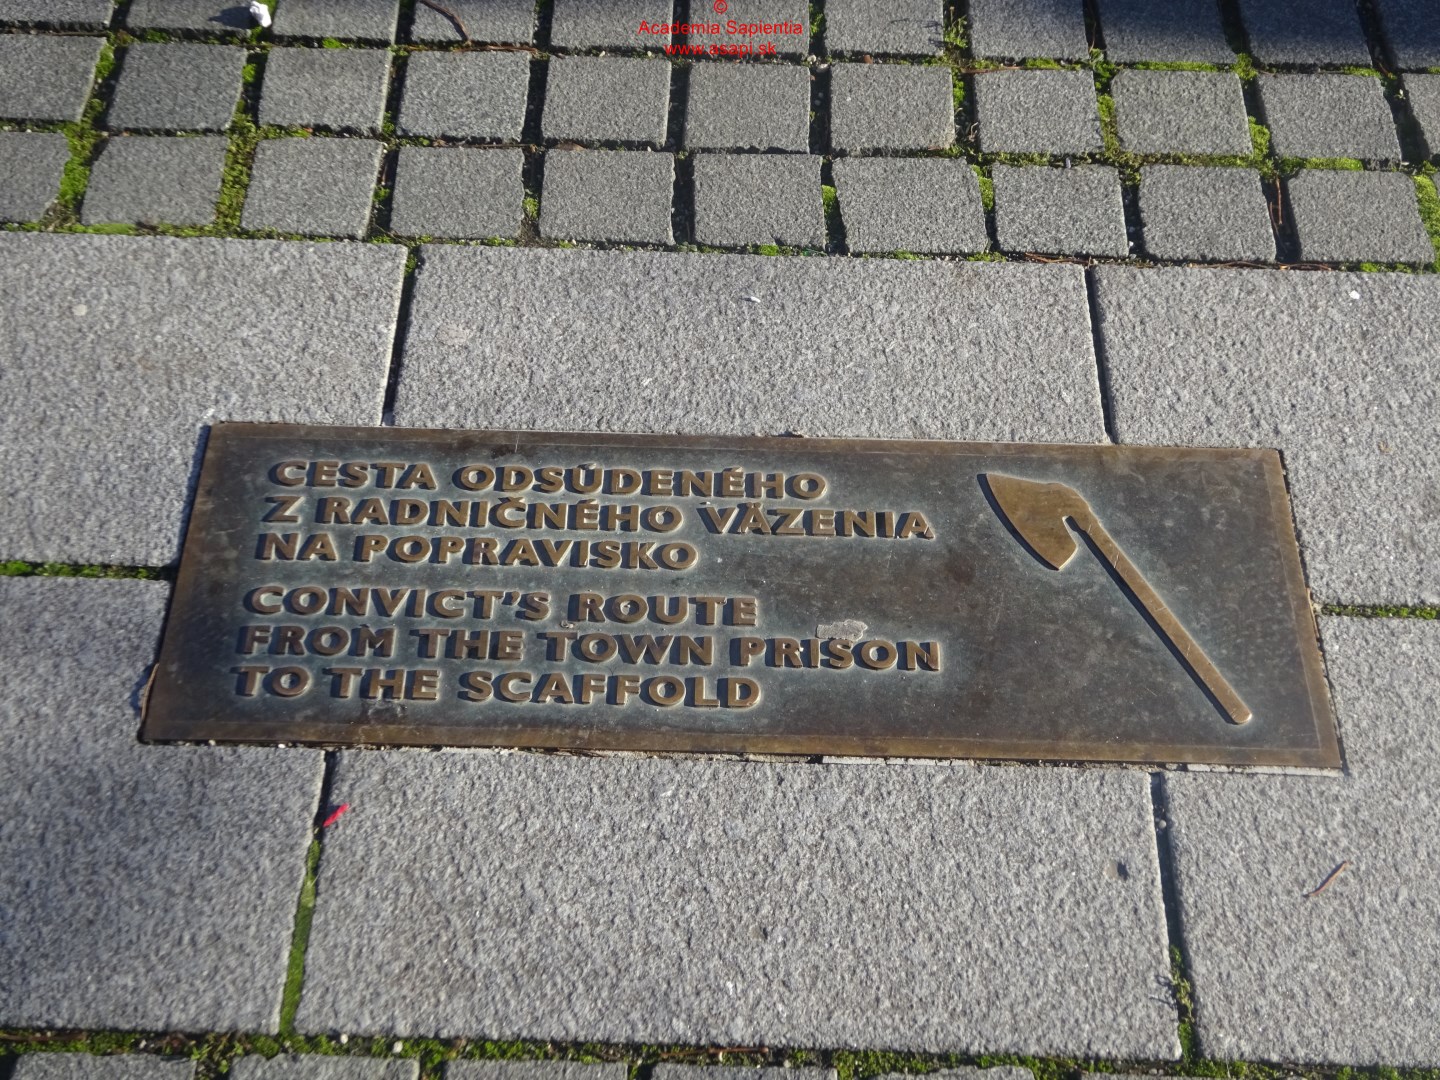 ©
Academia Sapientia
www.asapi.sk
CESTA ODSÚDENÉHO
Z RADNIČNÉHO VÄZENIA
NA POPRAVISKO
CONVICT'S ROUTE
FROM THE TOWN PRISON
TO THE SCAFFOLD